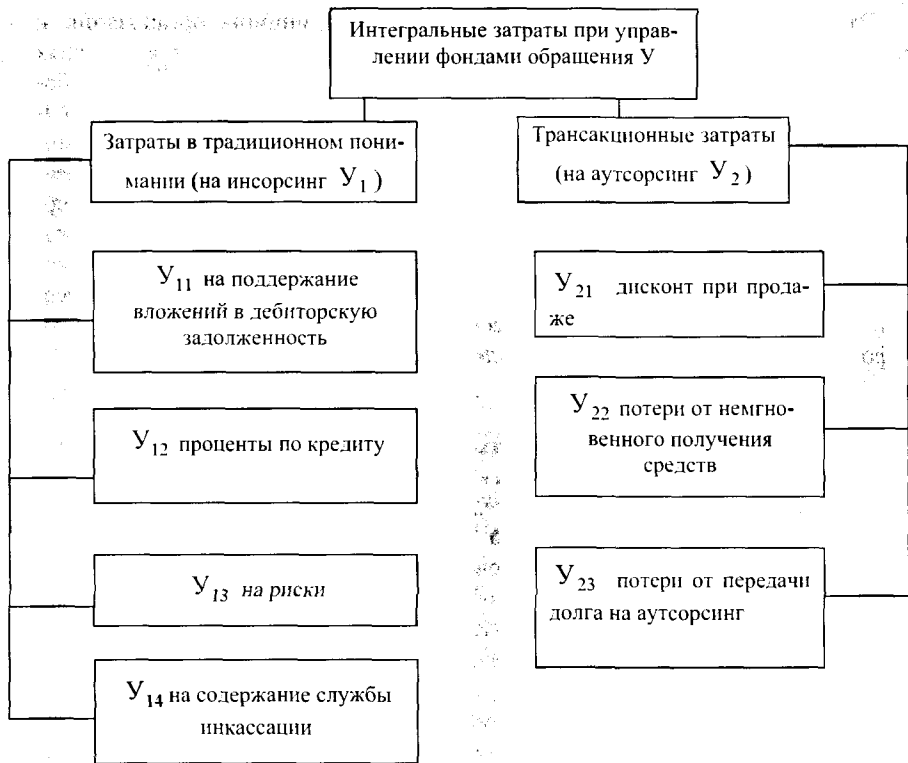 Интегральные затраты при управ-
лении фондами обращения У
Затраты в традиционном пони-
мании (на инсорсинг У₁ )
Трансакционные затраты
(на аутсорсинг У₂ )
У₁₁ на поддержание
вложений в дебиторскую
задолженность
У₁₂ проценты по кредиту
У₁₃ на риски
У₁₄ на содержание службы
инкассации
У₂₁ дисконт при прода-
же
У₂₂ потери от немгно-
венного получения
средств
У₂₃ потери от передачи
долга на аутсорсинг